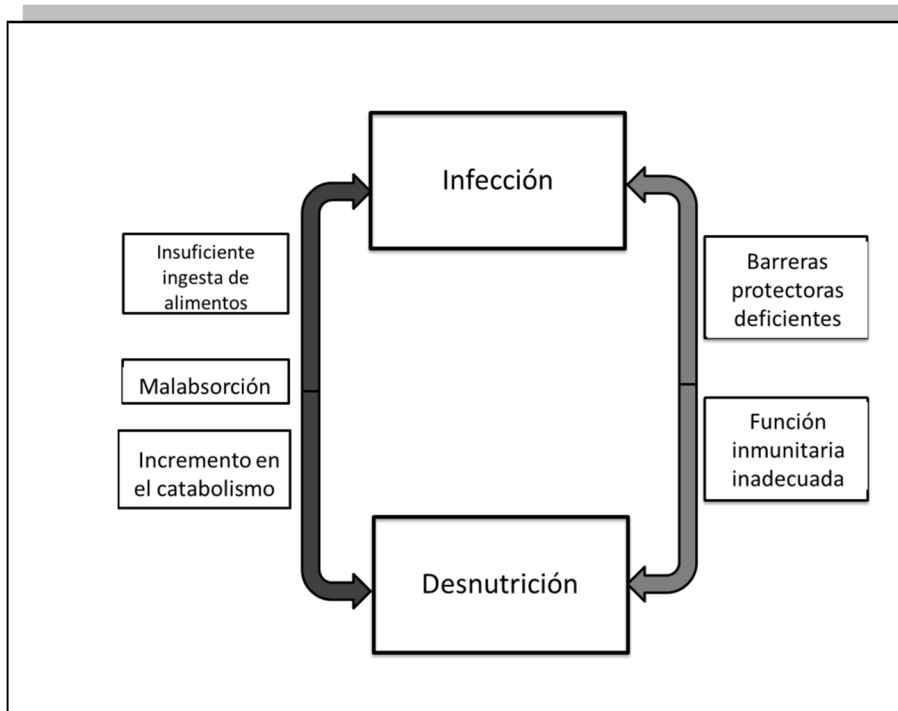 Infección
Insuficiente
ingesta de
alimentos
Malabsorción
Incremento en
el catabolismo
Barreras
protectoras
deficientes
Función
inmunitaria
inadecuada
Desnutrición